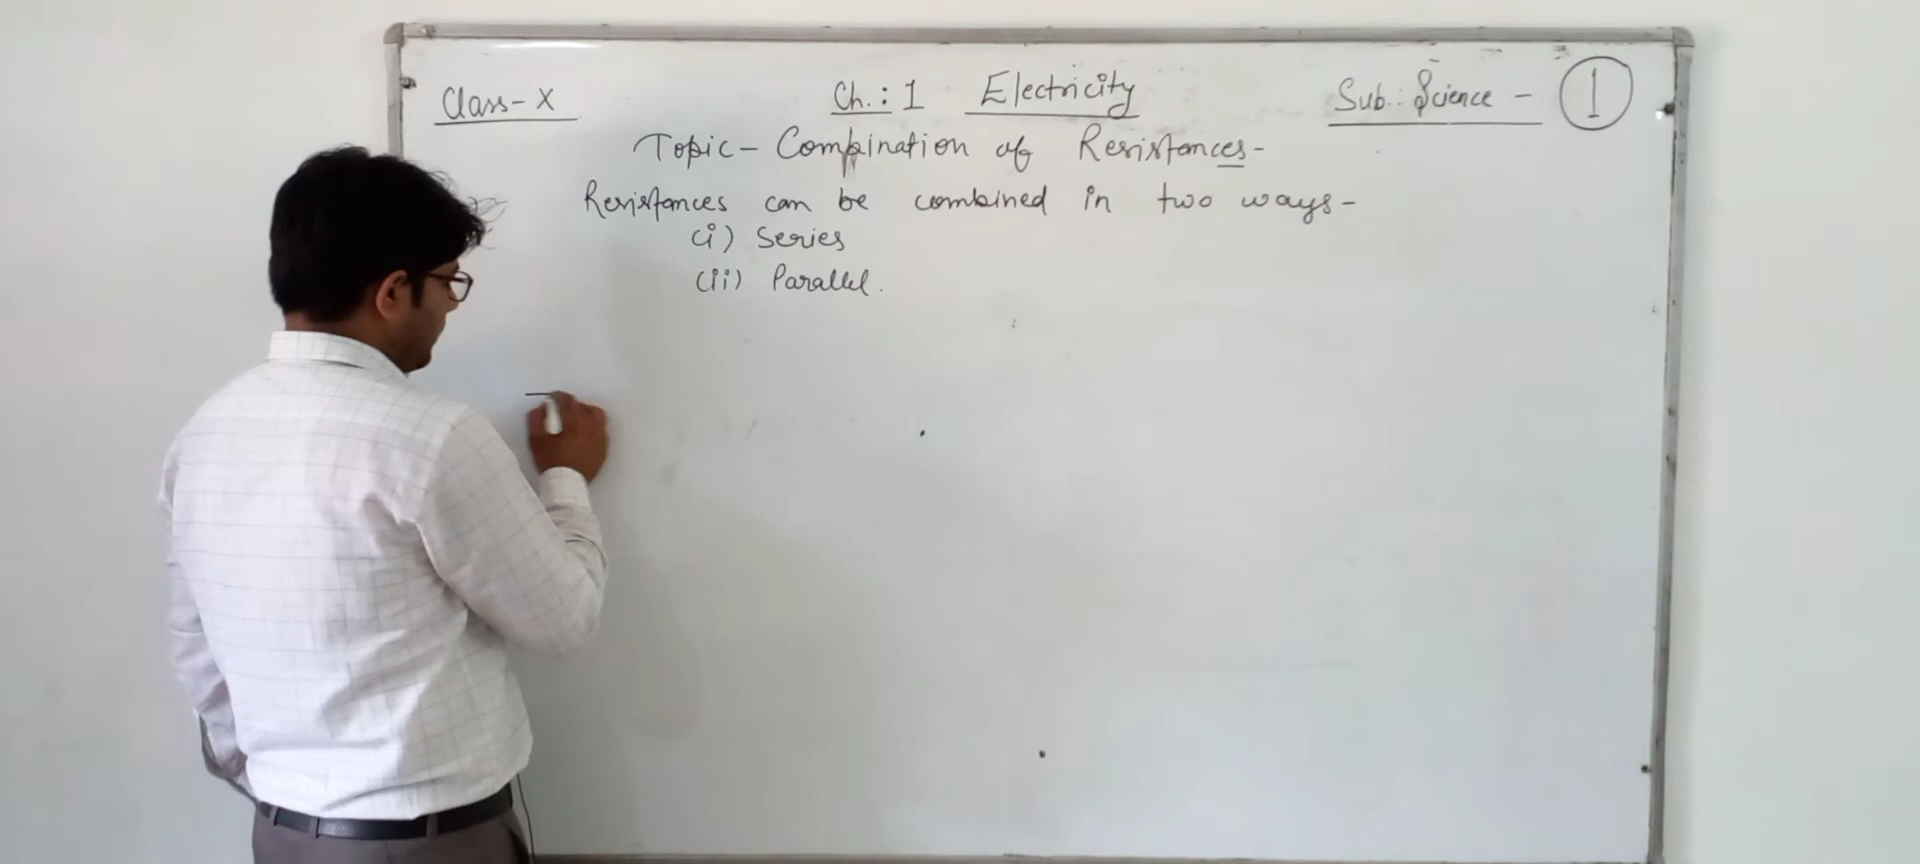 Class-X Ch.: 1 Electricity Sub.: Science - 1
Topic - Combination of Resistances-
Resistances can be combined in two ways-
(i) Series
(ii) Parallel.